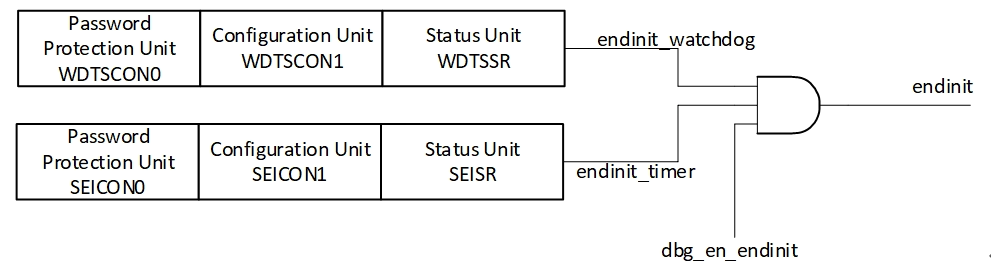 Password
Protection Unit
WDTSCON0
Configuration Unit
WDTSCON1
Status Unit
WDTSSR
endinit_watchdog
endinit
Password
Protection Unit
SEICON0
Configuration Unit
SEICON1
Status Unit
SEISR
endinit_timer
dbg_en_endinit